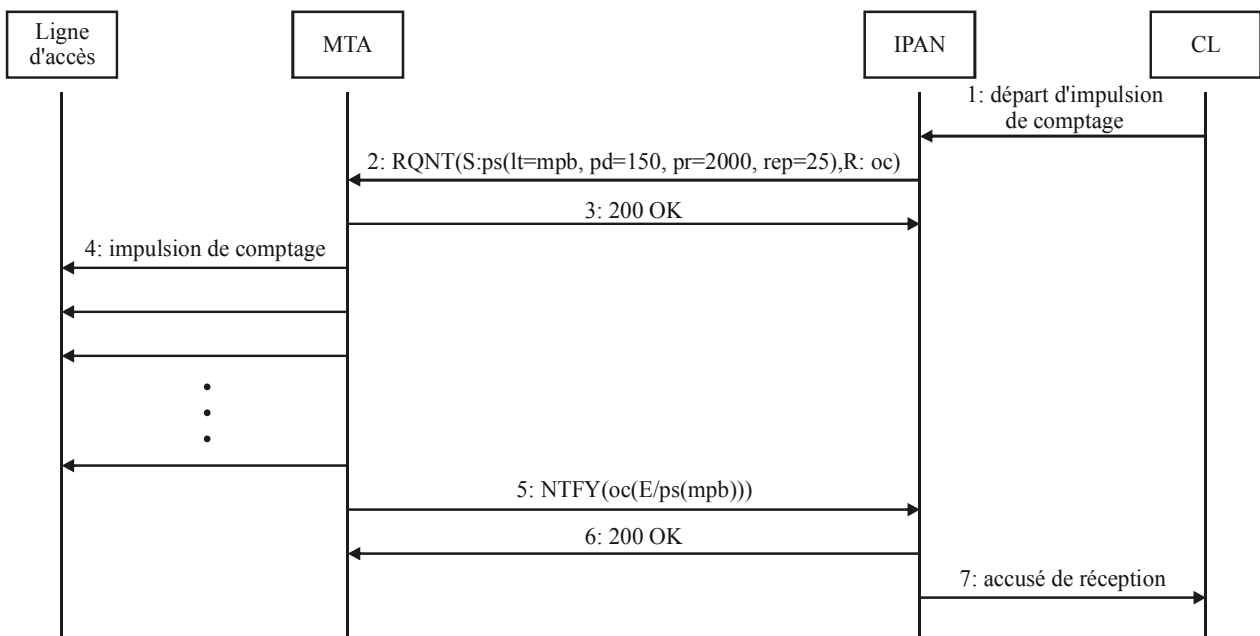 Ligne
d'accès
MTA
IPAN
CL
1: départ d'impulsion
de comptage
2: RQNT(S:ps(lt=mpb, pd=150, pr=2000, rep=25),R: oc)
3: 200 OK
4: impulsion de comptage
5: NTFY(oc(E/ps(mpb)))
6: 200 OK
7: accusé de réception